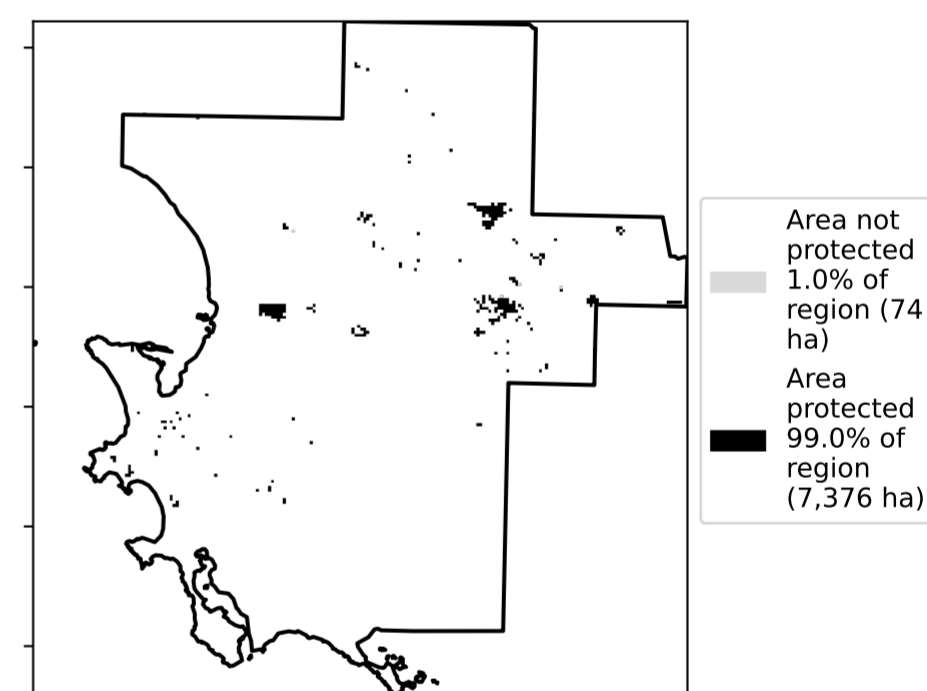 Area not
protected
1.0% of
region (74
ha)
Area
protected
99.0% of
region
(7,376 ha)